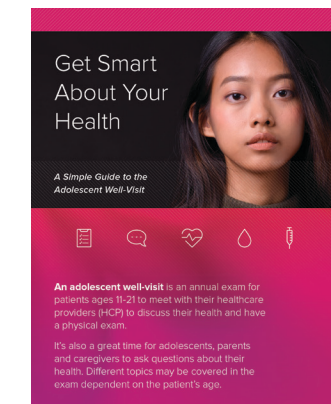 Get Smart
About Your
Health
A Simple Guide to the
Adolescent Well-Visit
An adolescent well-visit is an annual exam for
patients ages 11-21 to meet with their healthcare
providers (HCP) to discuss their health and have
a physical exam.
It's also a great time for adolescents, parents
and caregivers to ask questions about their
health. Different topics may be covered in the
exam dependent on the patient's age.